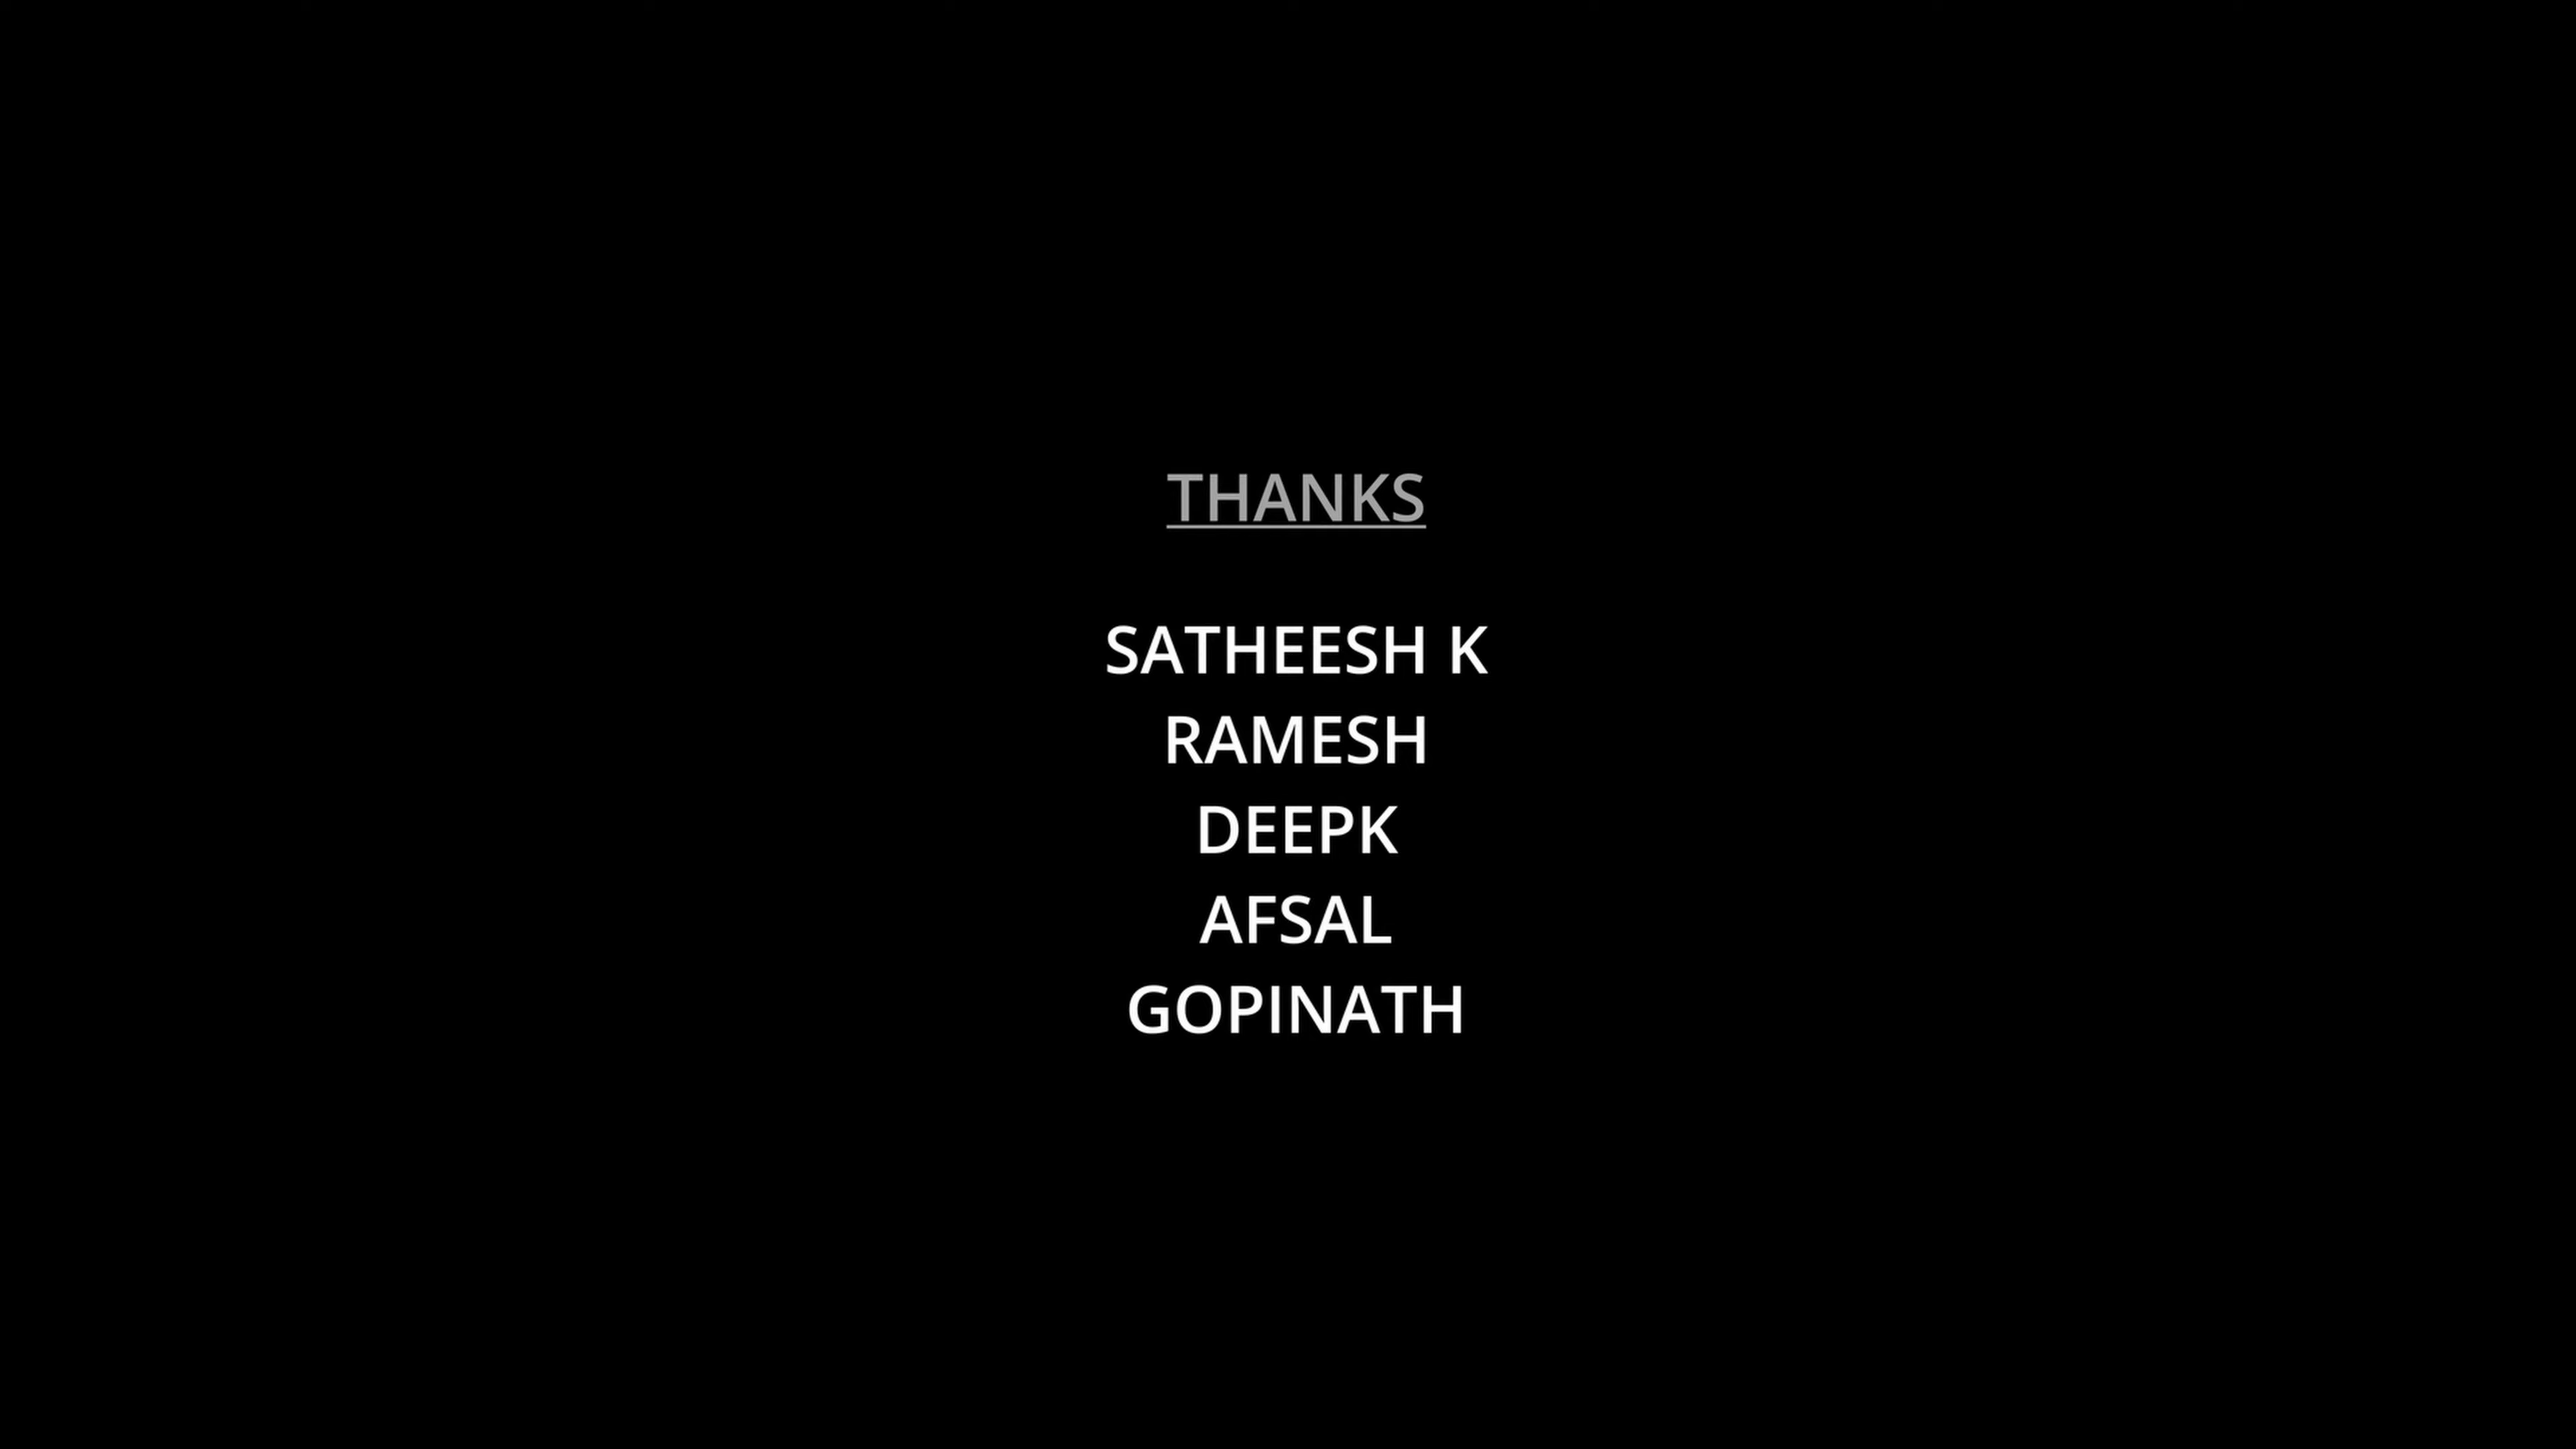 THANKS
SATHEESH K
RAMESH
DEEPK
AFSAL
GOPINATH